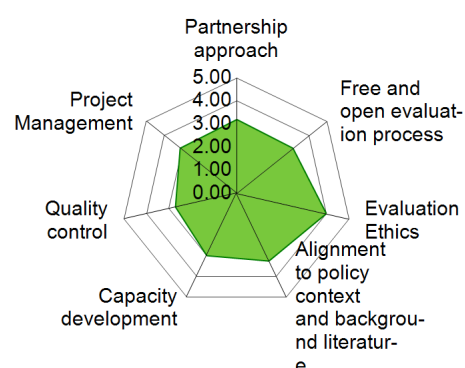 Partnership
approach
5.00
4.00
3.00
2.00
1.00
0.00
Free and
open evaluat-
ion process
Evaluation
Ethics
Alignment
to policy
context
and backgrou-
nd literatur-
e
Capacity
development
Quality
control
Project
Management